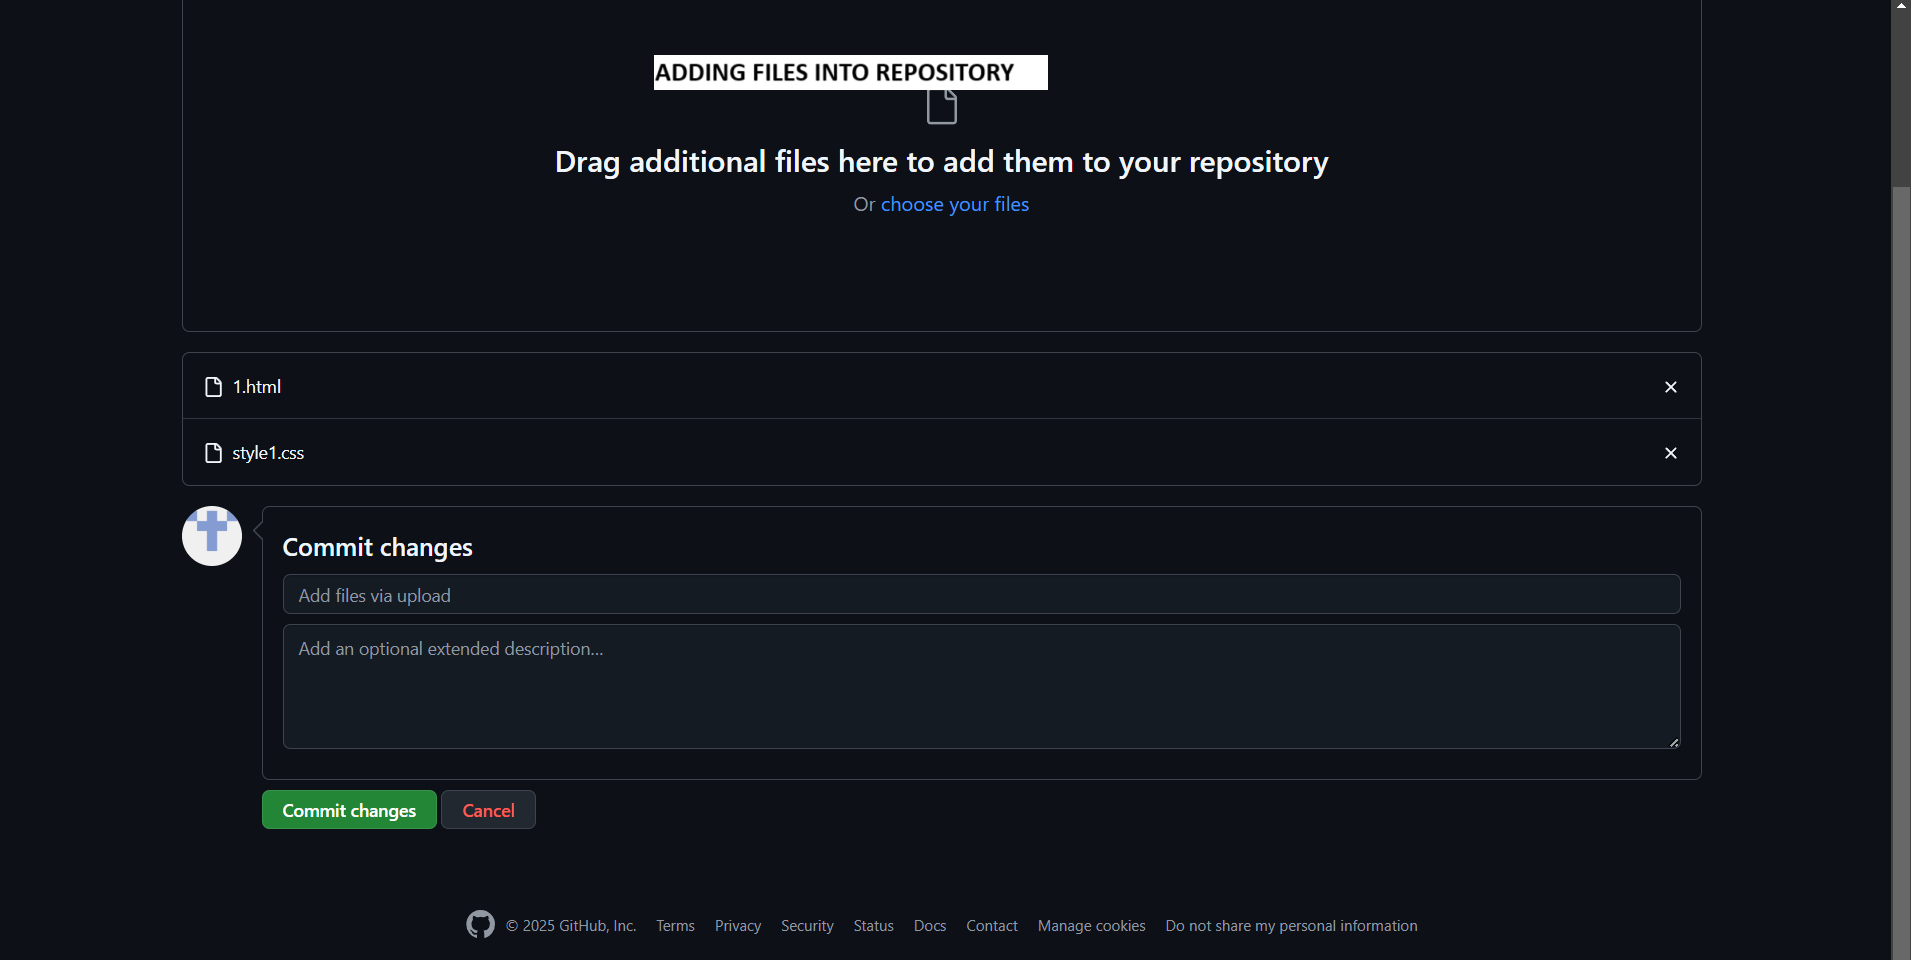 ADDING FILES INTO REPOSITORY
Drag additional files here to add them to your repository
Or choose your files
1.html
style1.css
Commit changes
Add files via upload
Add an optional extended description...
Commit changes Cancel
© 2025 GitHub, Inc. Terms Privacy Security Status Docs Contact Manage cookies Do not share my personal information